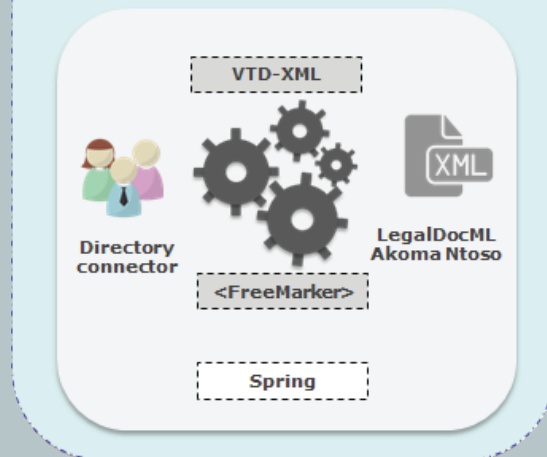 VTD-XML
XML
Directory
connector
LegalDocML
Akoma Ntoso
<FreeMarker>
Spring